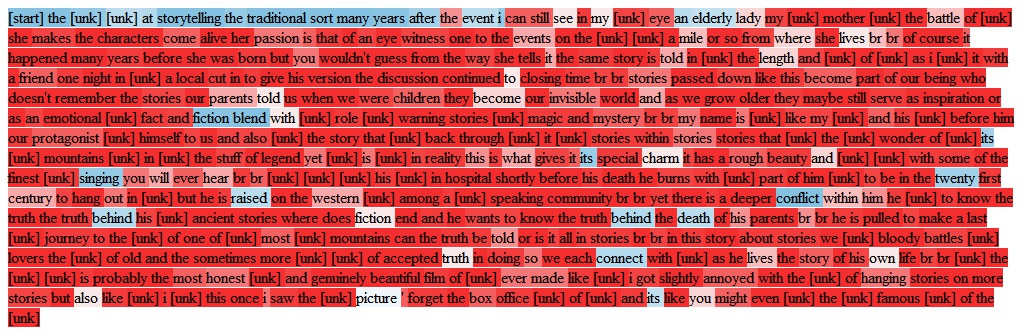 [start] the [unk] [unk] at storytelling the traditional sort many years after the event i can still see in my [unk] eye an elderly lady my [unk] mother [unk] the battle of [unk]
she makes the characters come alive her passion is that of an eye witness one to the events on the [unk] [unk] a mile or so from where she lives br br of course it
happened many years before she was born but you wouldn't guess from the way she tells it the same story is told in [unk] the length and [unk] of [unk] as i [unk] it with
a friend one night in [unk] a local cut in to give his version the discussion continued to closing time br br stories passed down like this become part of our being who
doesn't remember the stories our parents told us when we were children they become our invisible world and as we grow older they maybe still serve as inspiration or
as an emotional [unk] fact and fiction blend with [unk] role [unk] warning stories [unk] magic and mystery br br my name is [unk] like my [unk] and his [unk] before him
our protagonist [unk] himself to us and also [unk] the story that [unk] back through [unk] it [unk] stories within stories stories that [unk] the [unk] wonder of [unk] its
[unk] mountains [unk] in [unk] the stuff of legend yet [unk] is [unk] in reality this is what gives it its special charm it has a rough beauty and [unk] [unk] with some of the
finest [unk] singing you will ever hear br br [unk] [unk] [unk] his [unk] in hospital shortly before his death he burns with [unk] part of him [unk] to be in the twenty first
century to hang out in [unk] but he is raised on the western [unk] among a [unk] speaking community br br yet there is a deeper conflict within him he [unk] to know the
truth the truth behind his [unk] ancient stories where does fiction end and he wants to know the truth behind the death of his parents br br he is pulled to make a last
[unk] journey to the [unk] of one of [unk] most [unk] mountains can the truth be told or is it all in stories br br in this story about stories we [unk] bloody battles [unk]
lovers the [unk] of old and the sometimes more [unk] [unk] of accepted truth in doing so we each connect with [unk] as he lives the story of his own life br br [unk] the
[unk] [unk] is probably the most honest [unk] and genuinely beautiful film of [unk] ever made like [unk] i got slightly annoyed with the [unk] of hanging stories on more
stories but also like [unk] i [unk] this once i saw the [unk] picture ' forget the box office [unk] of [unk] and its like you might even [unk] the [unk] famous [unk] of the
[unk]